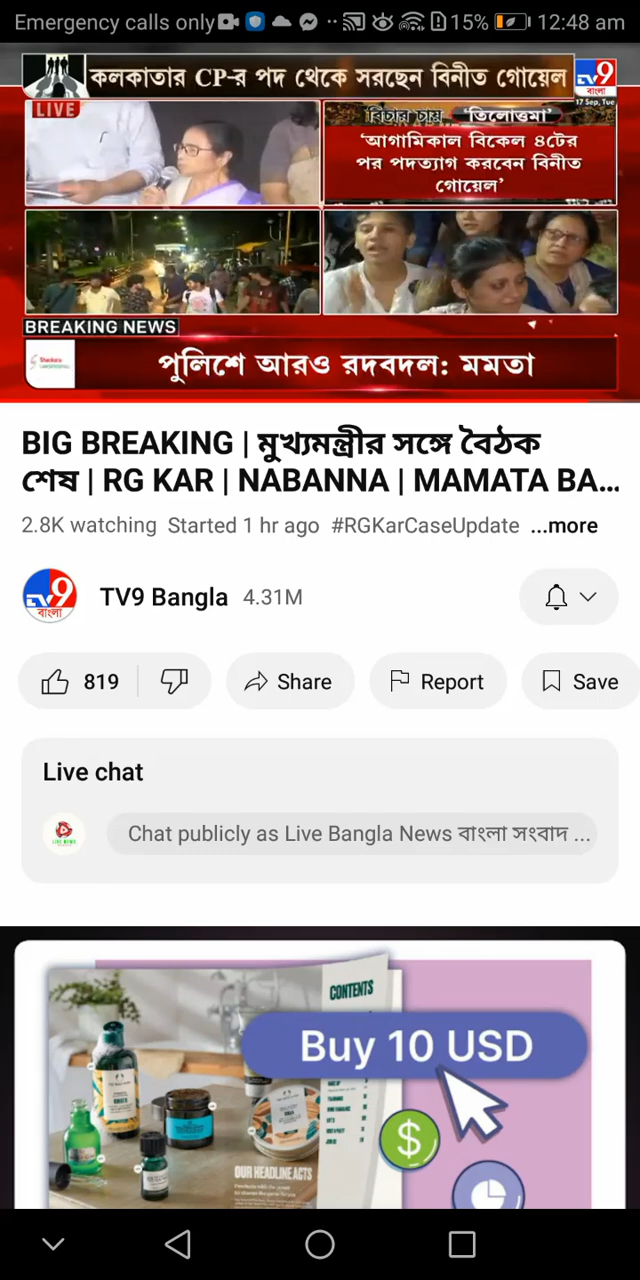 Emergency calls only
15%
12:48 am
কলকাতার CP-র পদ থেকে সরছেন বিনীত গোয়েল
TV9
বাংলা
17 Sep, Tue
LIVE
বিচার চায় 'তিলোত্তমা'
'আগামিকাল বিকেল ৪টের
পর পদত্যাগ করবেন বিনীত
গোয়েল'
BREAKING NEWS
পুলিশে আরও রদবদল: মমতা
BIG BREAKING | মুখ্যমন্ত্রীর সঙ্গে বৈঠক
শেষ | RG KAR | NABANNA | MAMATA BA...
2.8K watching Started 1 hr ago #RGKarCaseUpdate ...more
TV9
বাংলা
TV9 Bangla 4.31M
819
Share
Report
Save
Live chat
LIVE NEWS
Chat publicly as Live Bangla News বাংলা সংবাদ ...
CONTENTS
Buy 10 USD
$
OUR HEADLINE ACTS